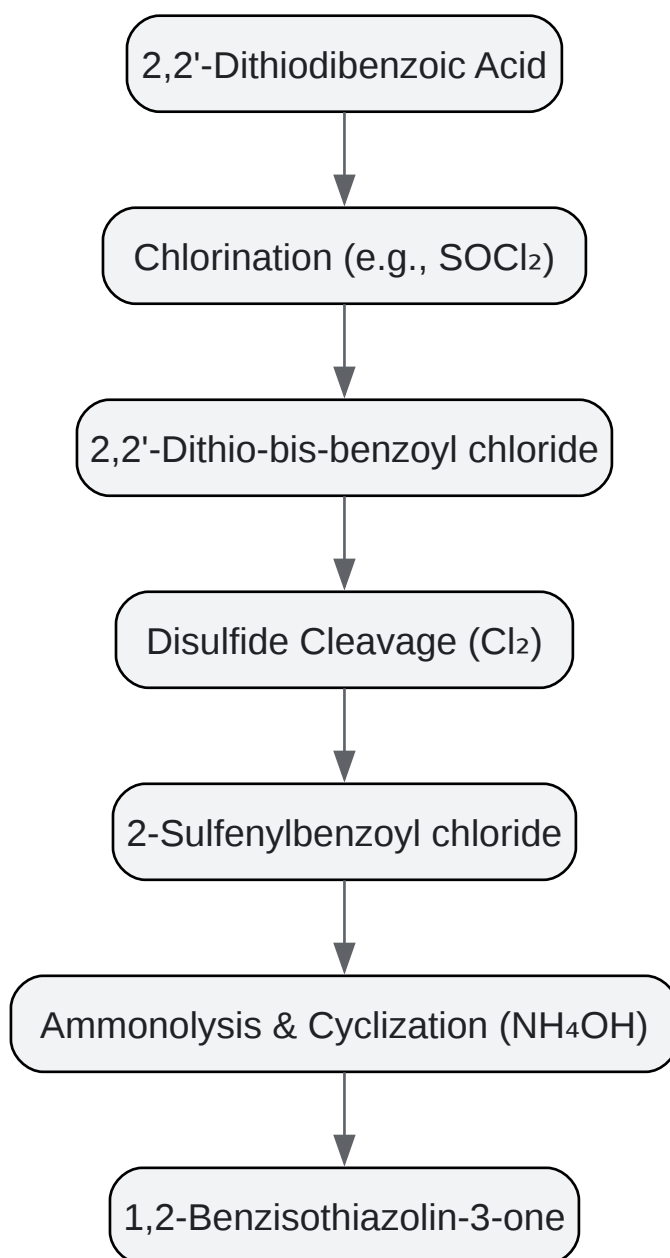 2,2'-Dithiodibenzoic Acid
Chlorination (e.g., SOCl₂)
2,2'-Dithio-bis-benzoyl chloride
Disulfide Cleavage (Cl₂)
2-Sulfenylbenzoyl chloride
Ammonolysis & Cyclization (NH₄OH)
1,2-Benzisothiazolin-3-one